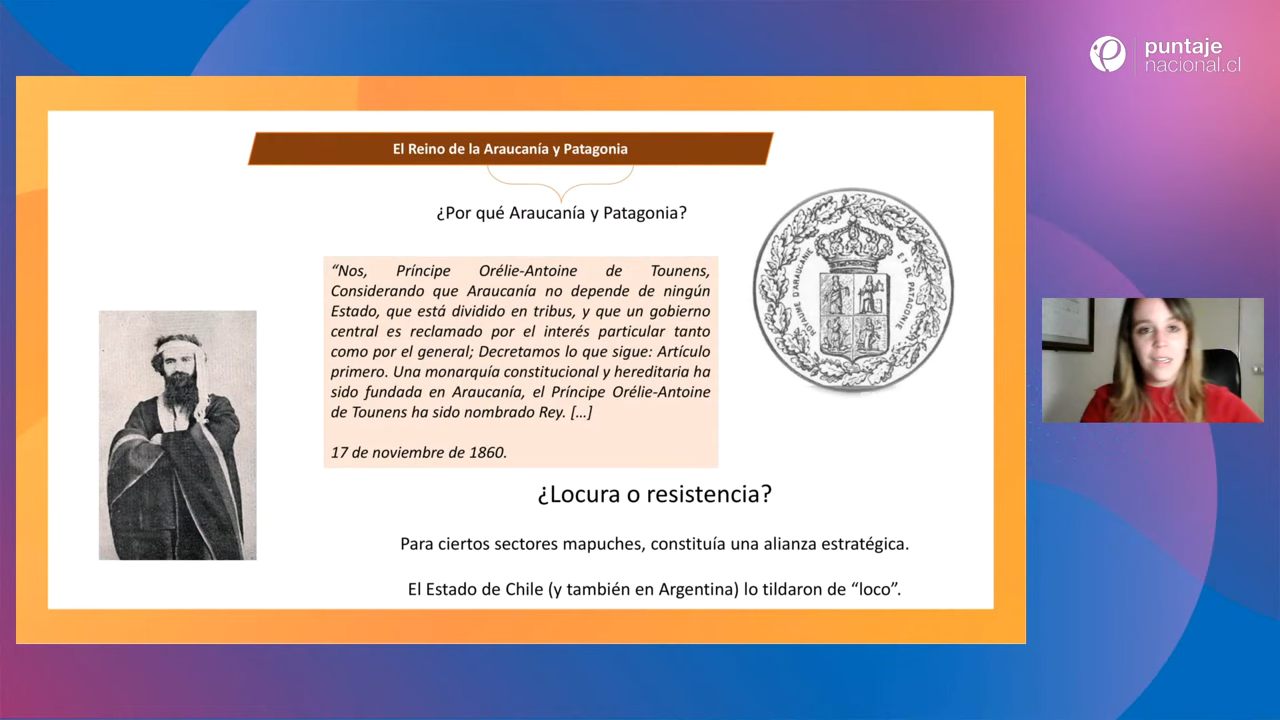 puntaje
nacional.cl
El Reino de la Araucanía y Patagonia
¿Por qué Araucanía y Patagonia?
“Nos, Príncipe Orélie-Antoine de Tounens,
Considerando que Araucanía no depende de ningún
Estado, que está dividido en tribus, y que un gobierno
central es reclamado por el interés particular tanto
como por el general; Decretamos lo que sigue: Artículo
primero. Una monarquía constitucional y hereditaria ha
sido fundada en Araucanía, el Príncipe Orélie-Antoine
de Tounens ha sido nombrado Rey. […]
17 de noviembre de 1860.
ROYAUME D'ARAUCANIE
ET DE PATAGONIE
¿Locura o resistencia?
Para ciertos sectores mapuches, constituía una alianza estratégica.
El Estado de Chile (y también en Argentina) lo tildaron de “loco”.